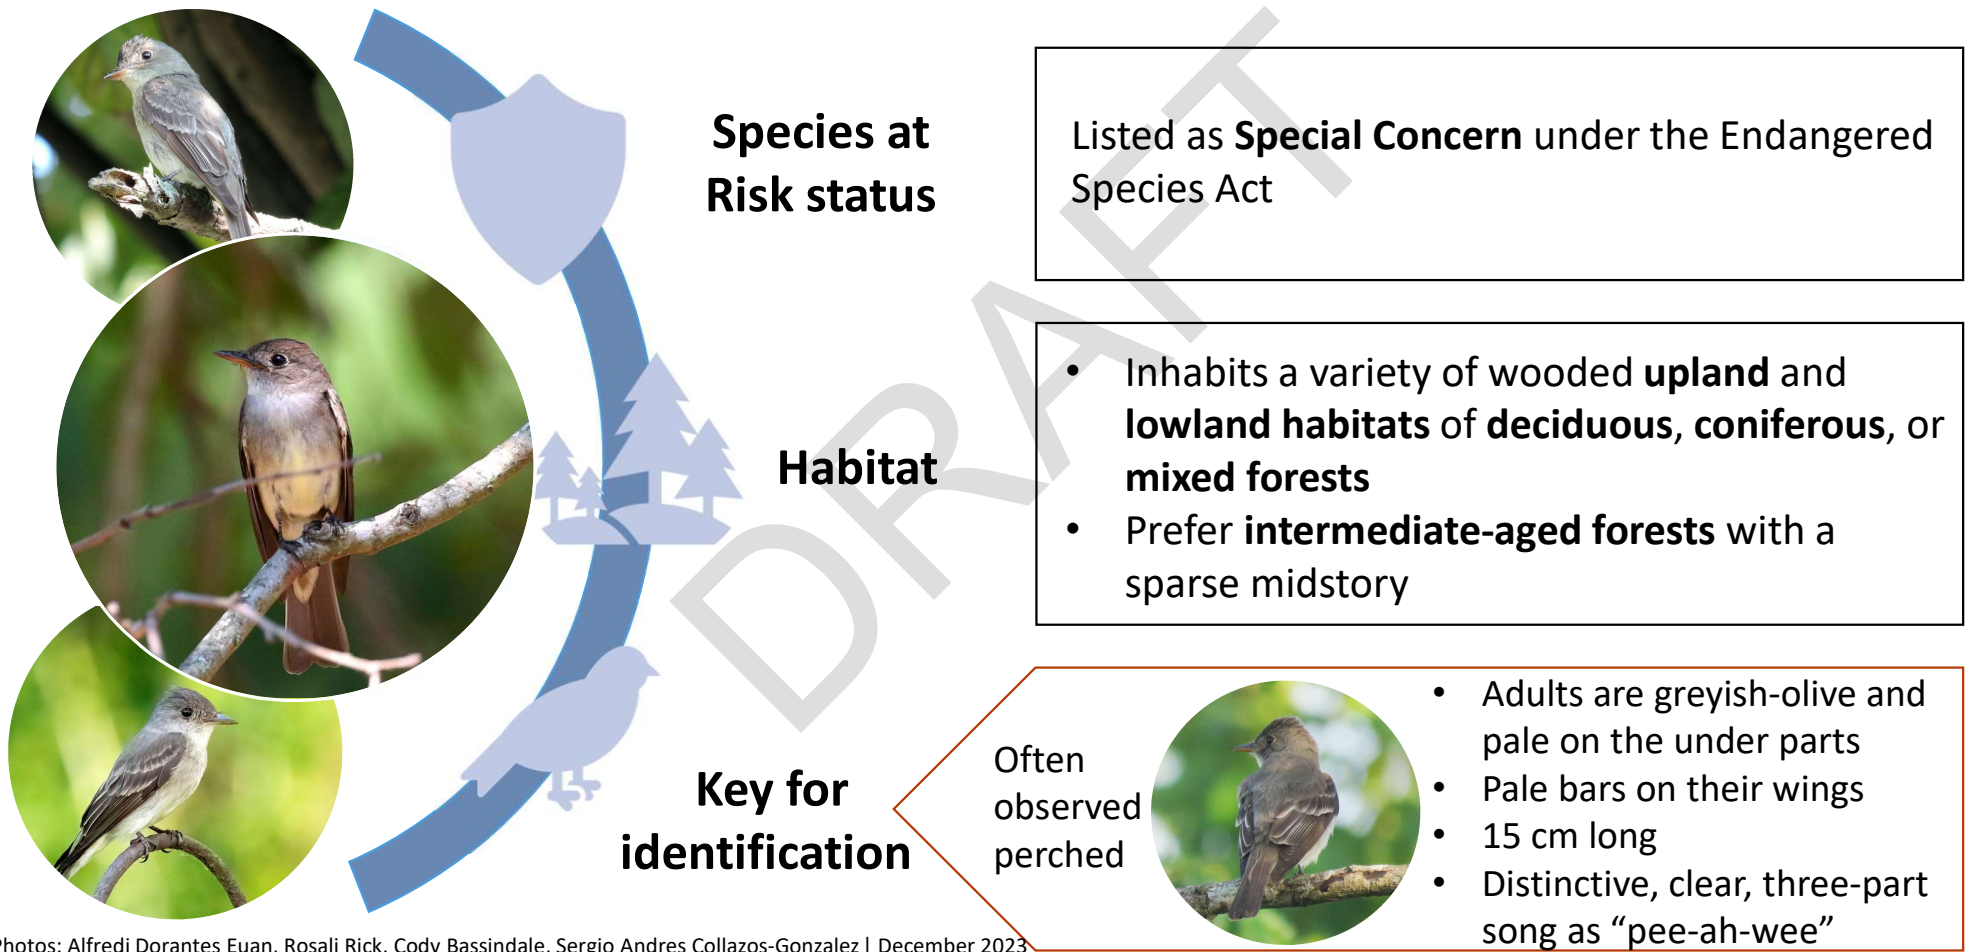 Species at
Risk status
Listed as Special Concern under the Endangered
Species Act
Habitat
• Inhabits a variety of wooded upland and
lowland habitats of deciduous, coniferous, or
mixed forests
• Prefer intermediate-aged forests with a
sparse midstory
Key for
identification
Often
observed
perched
• Adults are greyish-olive and
pale on the under parts
• Pale bars on their wings
• 15 cm long
• Distinctive, clear, three-part
song as “pee-ah-wee”
Photos: Alfredi Dorantes Euan, Rosali Rick, Cody Bassindale, Sergio Andres Collazos-Gonzalez | December 2023
DRAFT